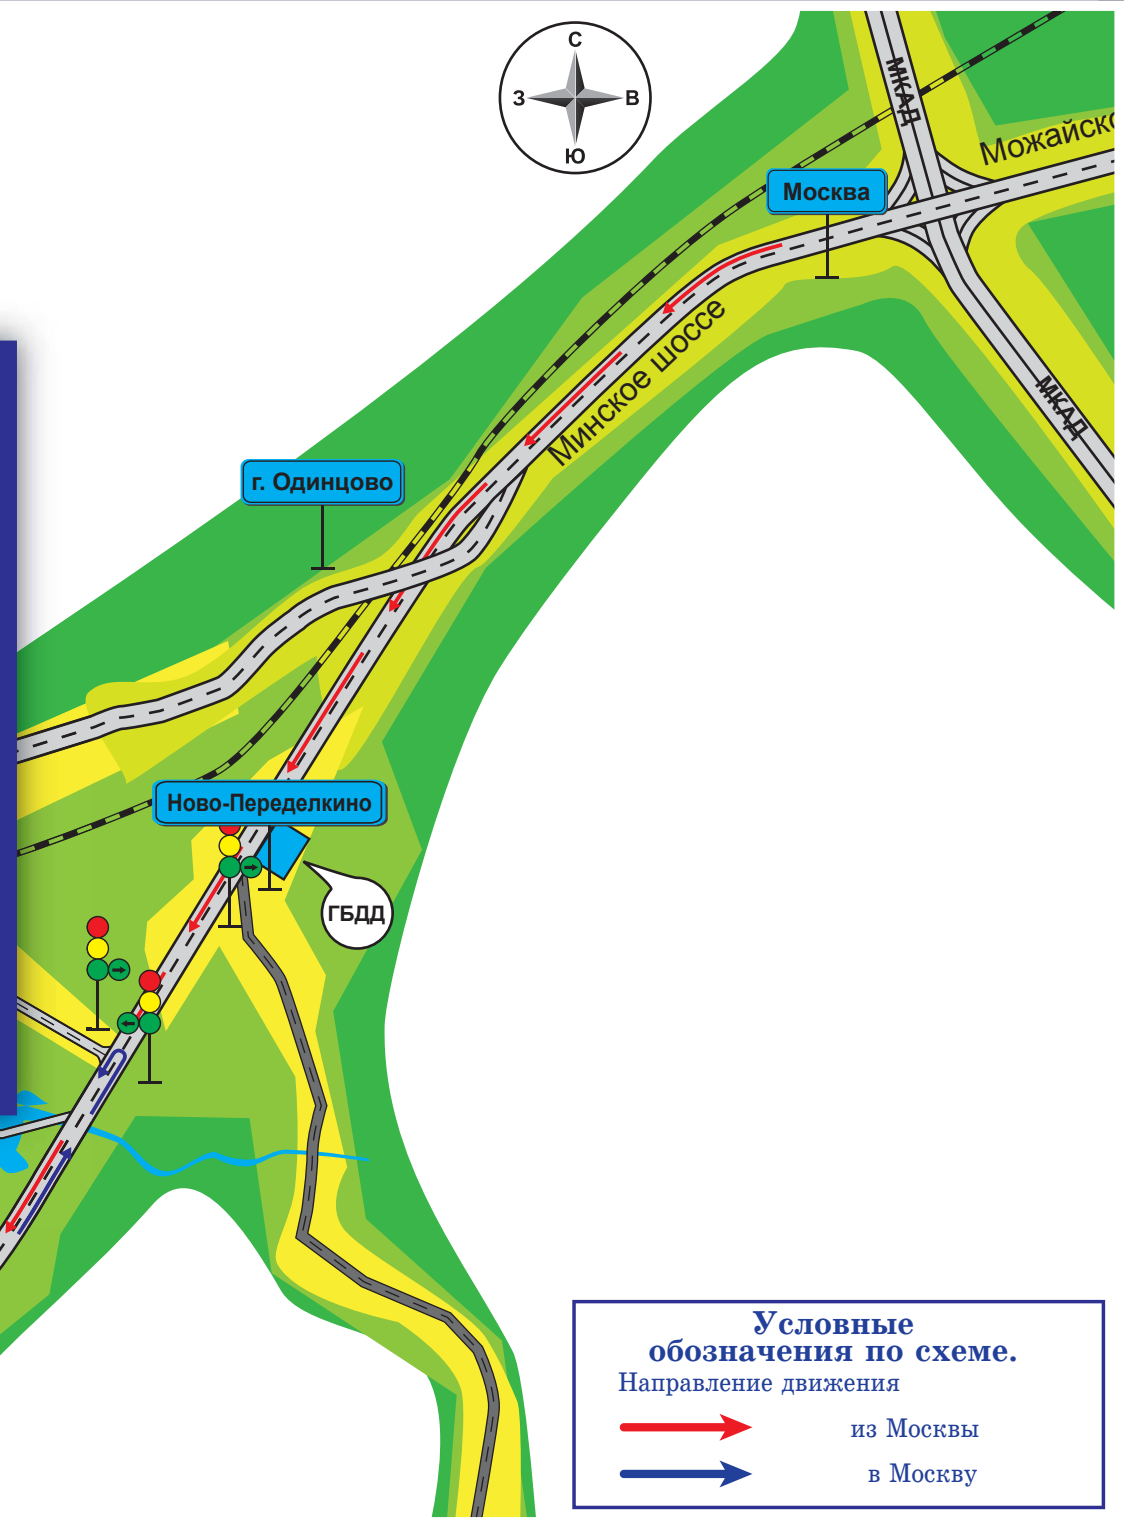 С
З В
Ю
МКАД
Можайско
Москва
Минское шоссе
МКАД
г. Одинцово
Ново-Переделкино
ГБДД
Условные
обозначения по схеме.
Направление движения
из Москвы
в Москву